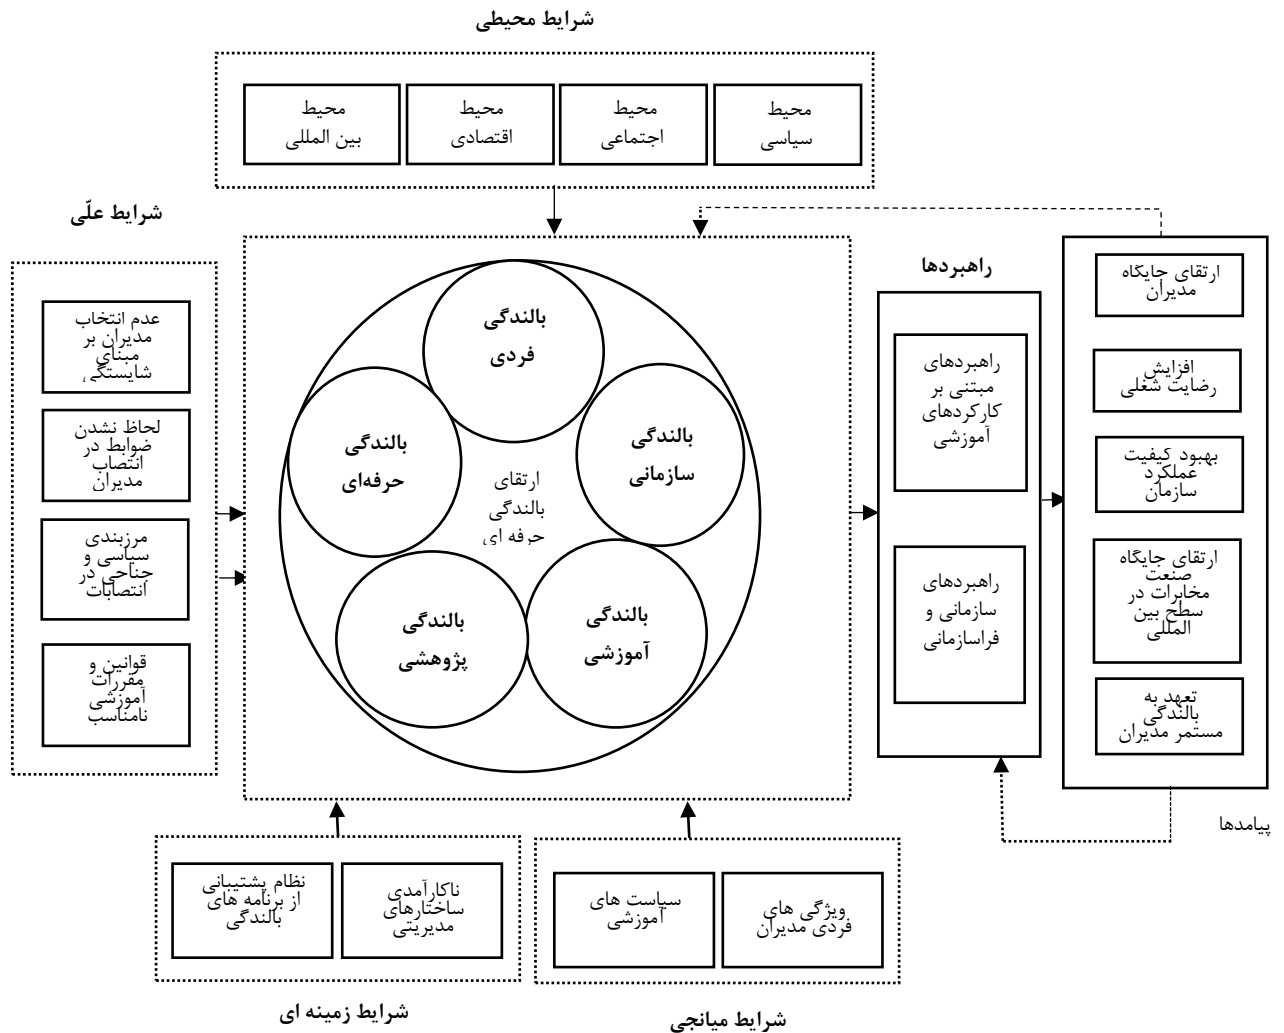 شرایط محیطی
محیط
سیاسی
محیط
اجتماعی
محیط
اقتصادی
محیط
بین المللی
شرایط علّی
عدم انتخاب
مدیران بر
مبنای
شایستگی
لحاظ نشدن
ضوابط در
انتصاب
مدیران
مرزبندی
سیاسی و
جناحی در
انتصابات
قوانین و
مقررات
آموزشی
نامناسب
بالندگی
فردی
بالندگی
سازمانی
بالندگی
حرفه‌ای
ارتقای
بالندگی
حرفه ای
بالندگی
آموزشی
بالندگی
پژوهشی
راهبردها
راهبردهای
مبتنی بر
کارکردهای
آموزشی
راهبردهای
سازمانی و
فراسازمانی
ارتقای جایگاه
مدیران
افزایش
رضایت شغلی
بهبود کیفیت
عملکرد
سازمان
ارتقای جایگاه
صنعت
مخابرات در
سطح بین
المللی
تعهد به
بالندگی
مستمر مدیران
پیامدها
ویژگی های
فردی مدیران
سیاست های
آموزشی
شرایط میانجی
ناکارآمدی
ساختارهای
مدیریتی
نظام پشتیبانی
از برنامه های
بالندگی
شرایط زمینه ای